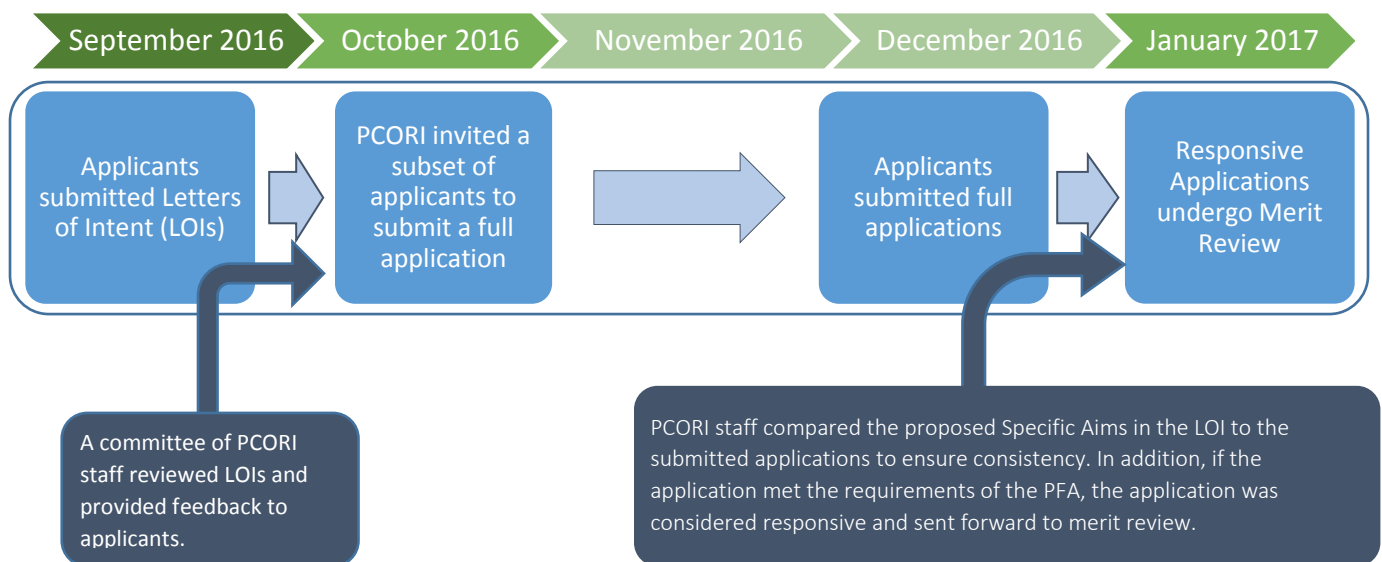 September 2016
October 2016
November 2016
December 2016
January 2017
Applicants
submitted Letters
of Intent (LOIs)
PCORI invited a
subset of
applicants to
submit a full
application
Applicants
submitted full
applications
Responsive
Applications
undergo Merit
Review
A committee of PCORI
staff reviewed LOIs and
provided feedback to
applicants.
PCORI staff compared the proposed Specific Aims in the LOI to the
submitted applications to ensure consistency. In addition, if the
application met the requirements of the PFA, the application was
considered responsive and sent forward to merit review.